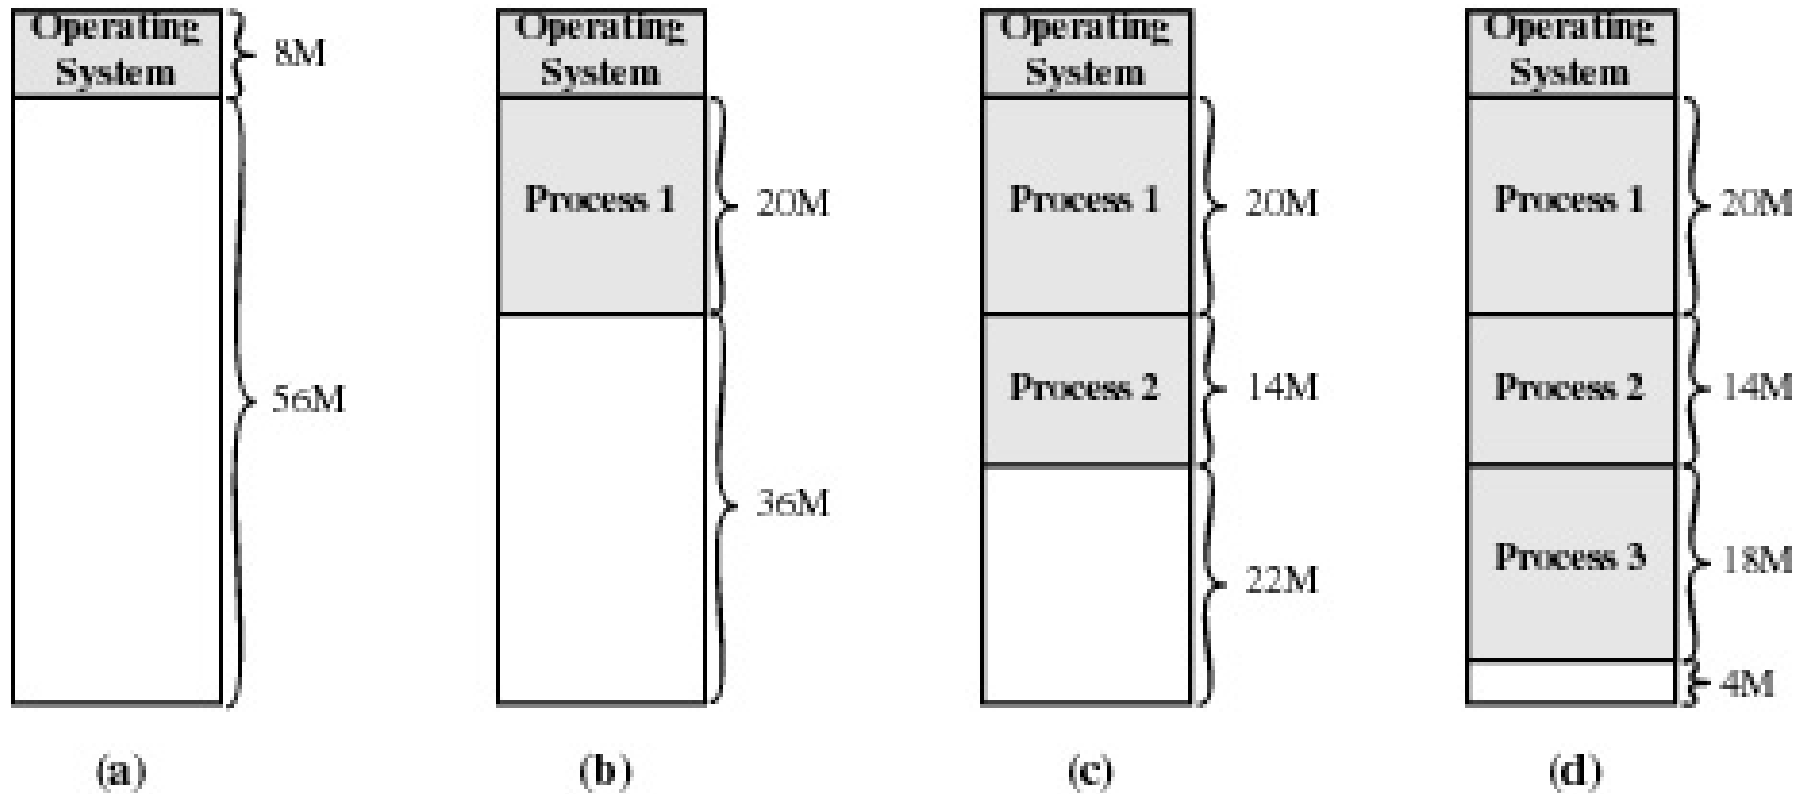 Operating
System
8M
56M
(a)
Operating
System
Process 1
20M
36M
(b)
Operating
System
Process 1
20M
Process 2
14M
22M
(c)
Operating
System
Process 1
20M
Process 2
14M
Process 3
18M
4M
(d)